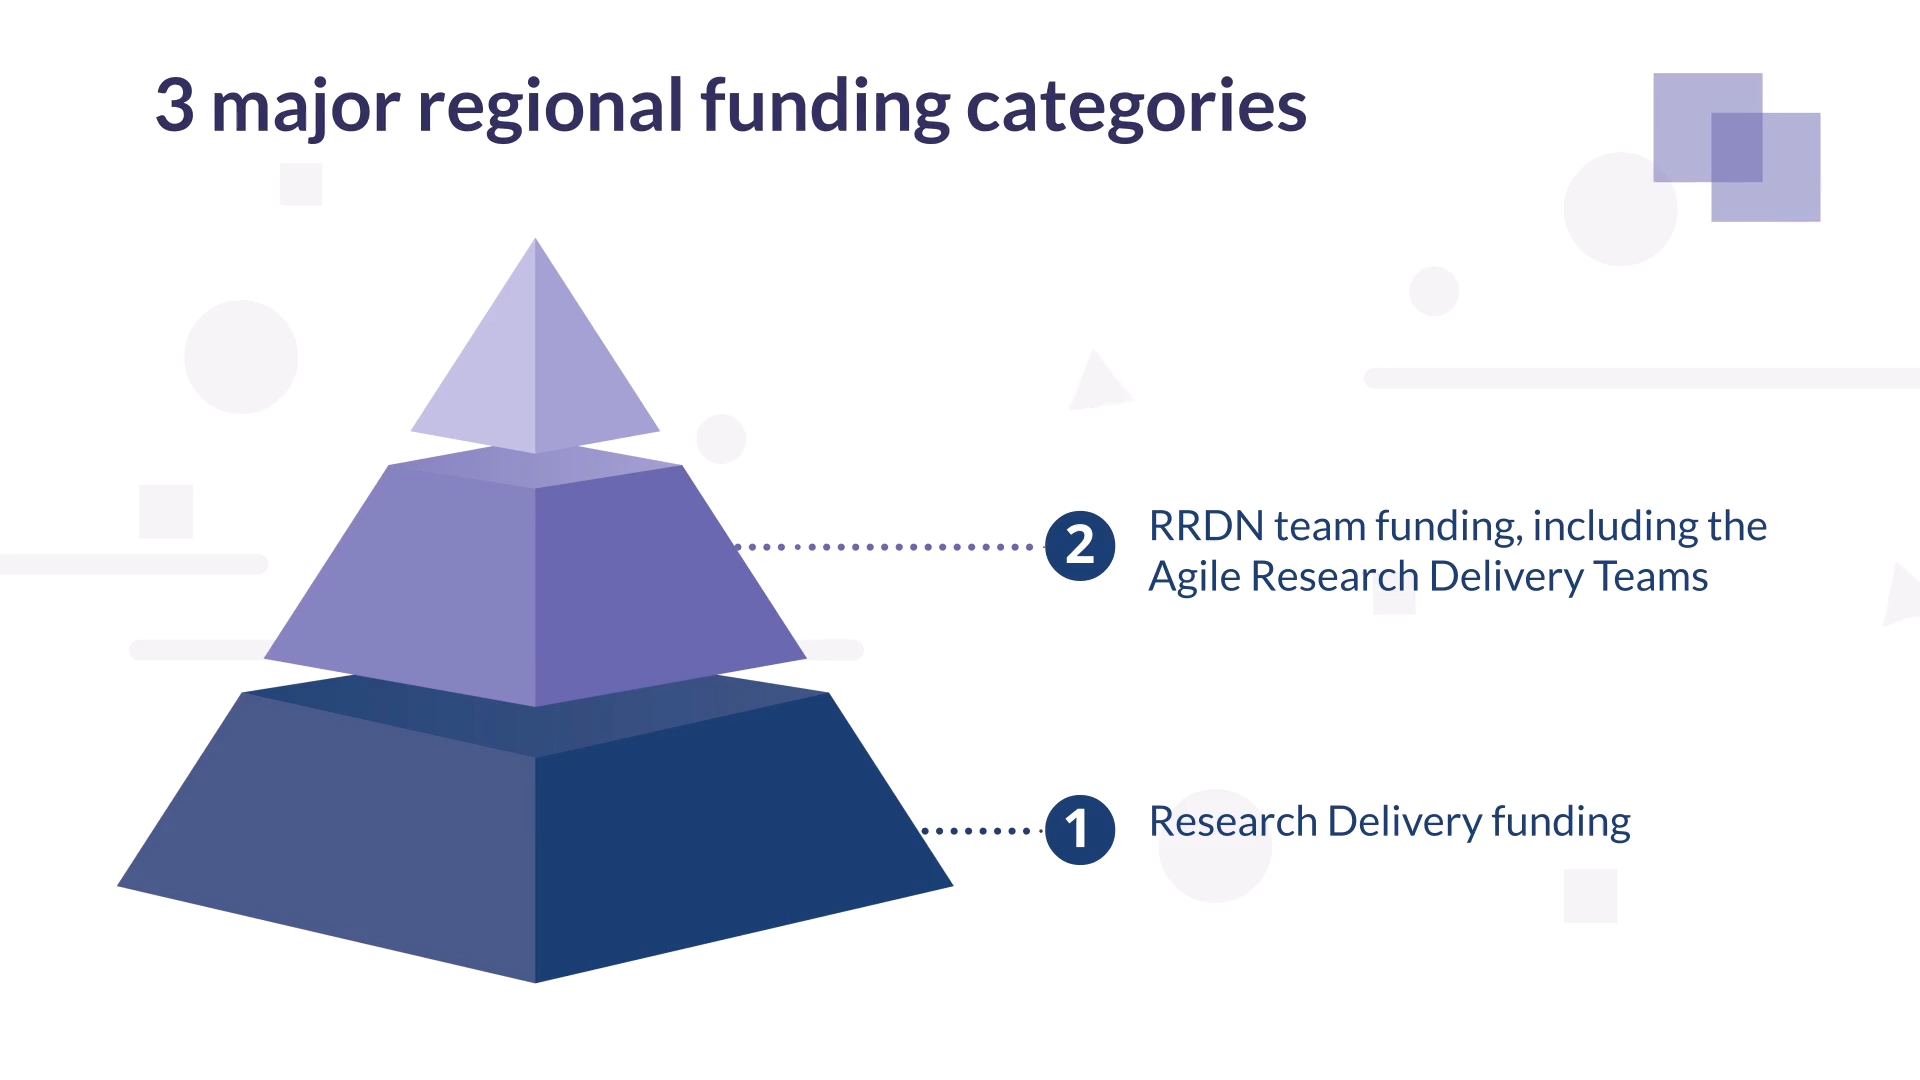 3 major regional funding categories
2
RRDN team funding, including the
Agile Research Delivery Teams
1
Research Delivery funding